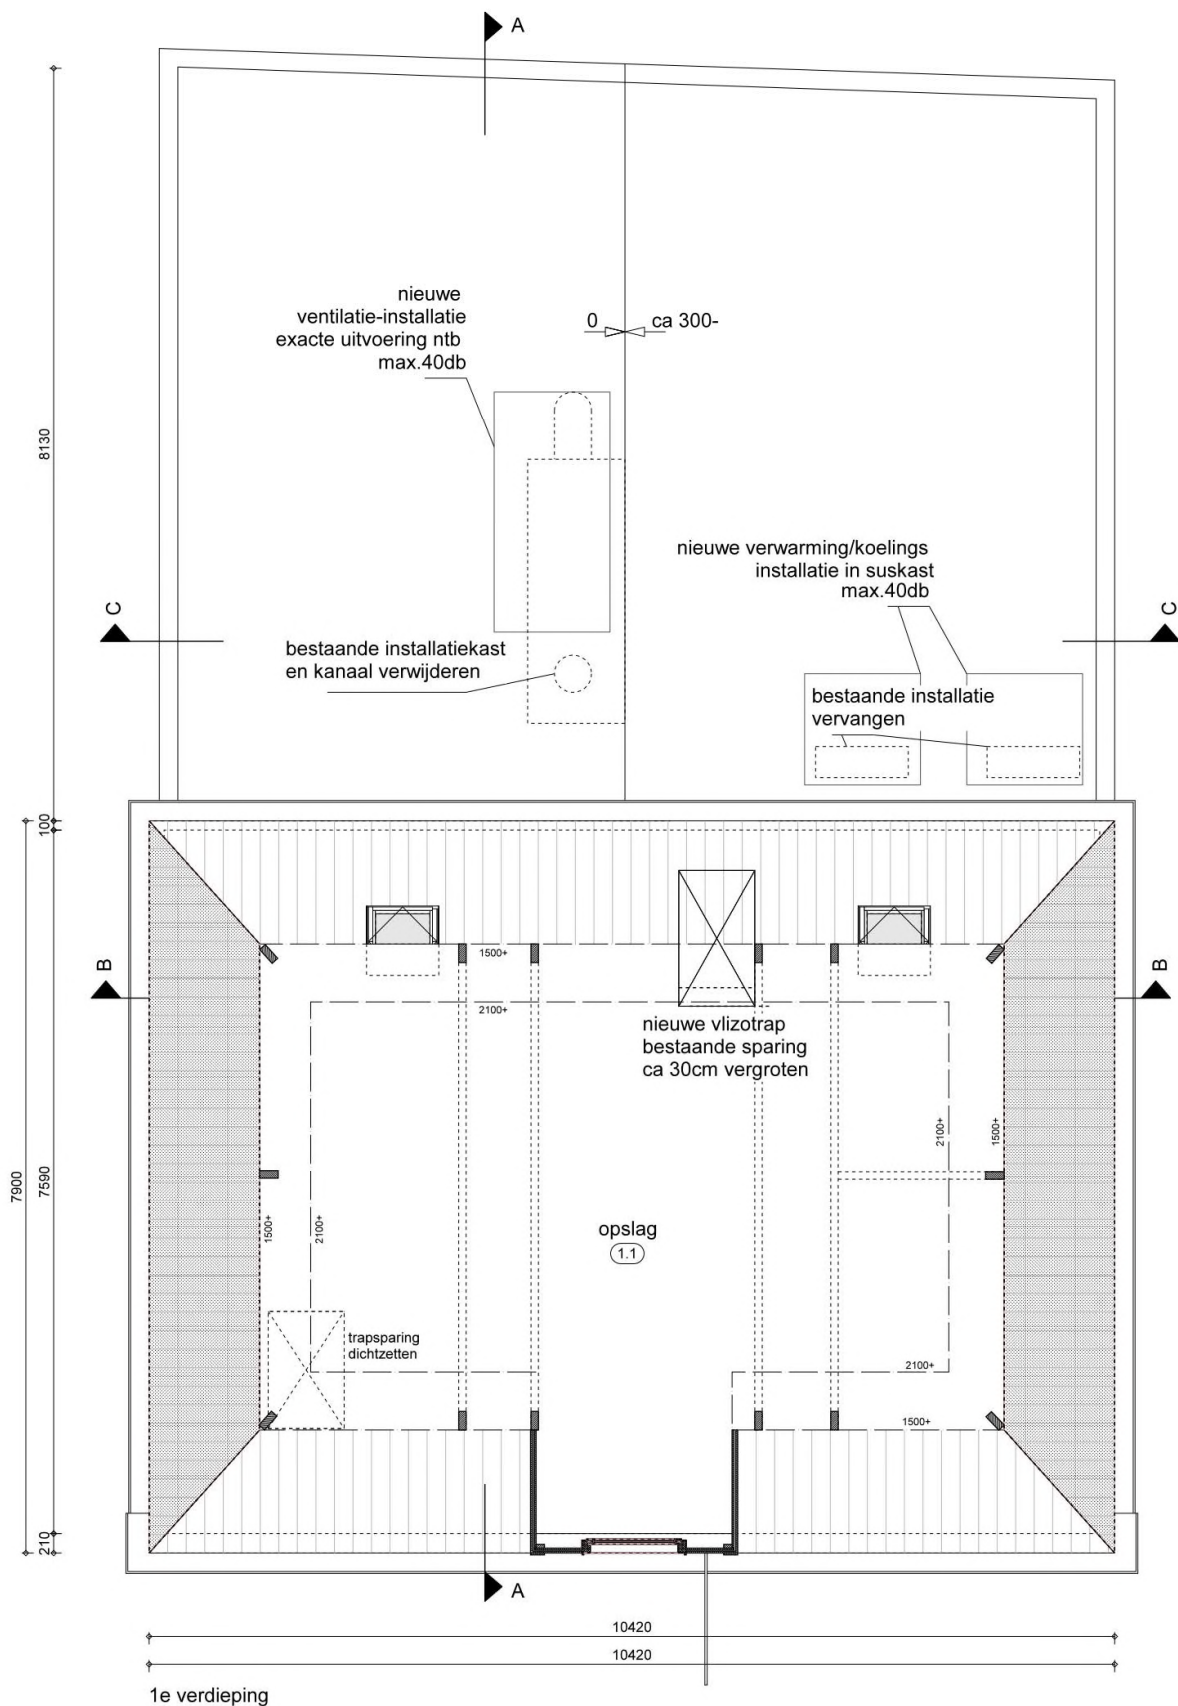 A
nieuwe
ventilatie-installatie
exacte uitvoering ntb
max.40db
0
ca 300-
8130
nieuwe verwarming/koelings
installatie in suskast
max.40db
C
C
bestaande installatiekast
en kanaal verwijderen
bestaande installatie
vervangen
100
1500+
2100+
B
B
nieuwe vlizotrap
bestaande sparing
ca 30cm vergroten
2100+
1500+
7900
7590
1500+
2100+
opslag
1.1
trapsparing
dichtzetten
2100+
1500+
210
A
10420
10420
1e verdieping